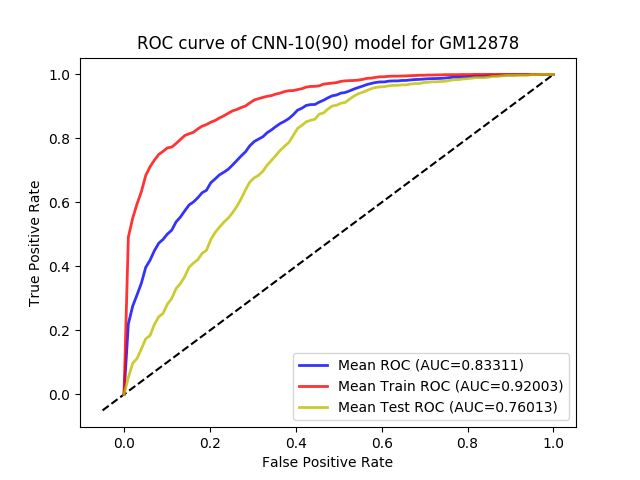 ROC curve of CNN-10(90) model for GM12878
True Positive Rate
1.0
0.8
0.6
0.4
0.2
0.0
Mean ROC (AUC=0.83311)
Mean Train ROC (AUC=0.92003)
Mean Test ROC (AUC=0.76013)
0.0 0.2 0.4 0.6 0.8 1.0
False Positive Rate